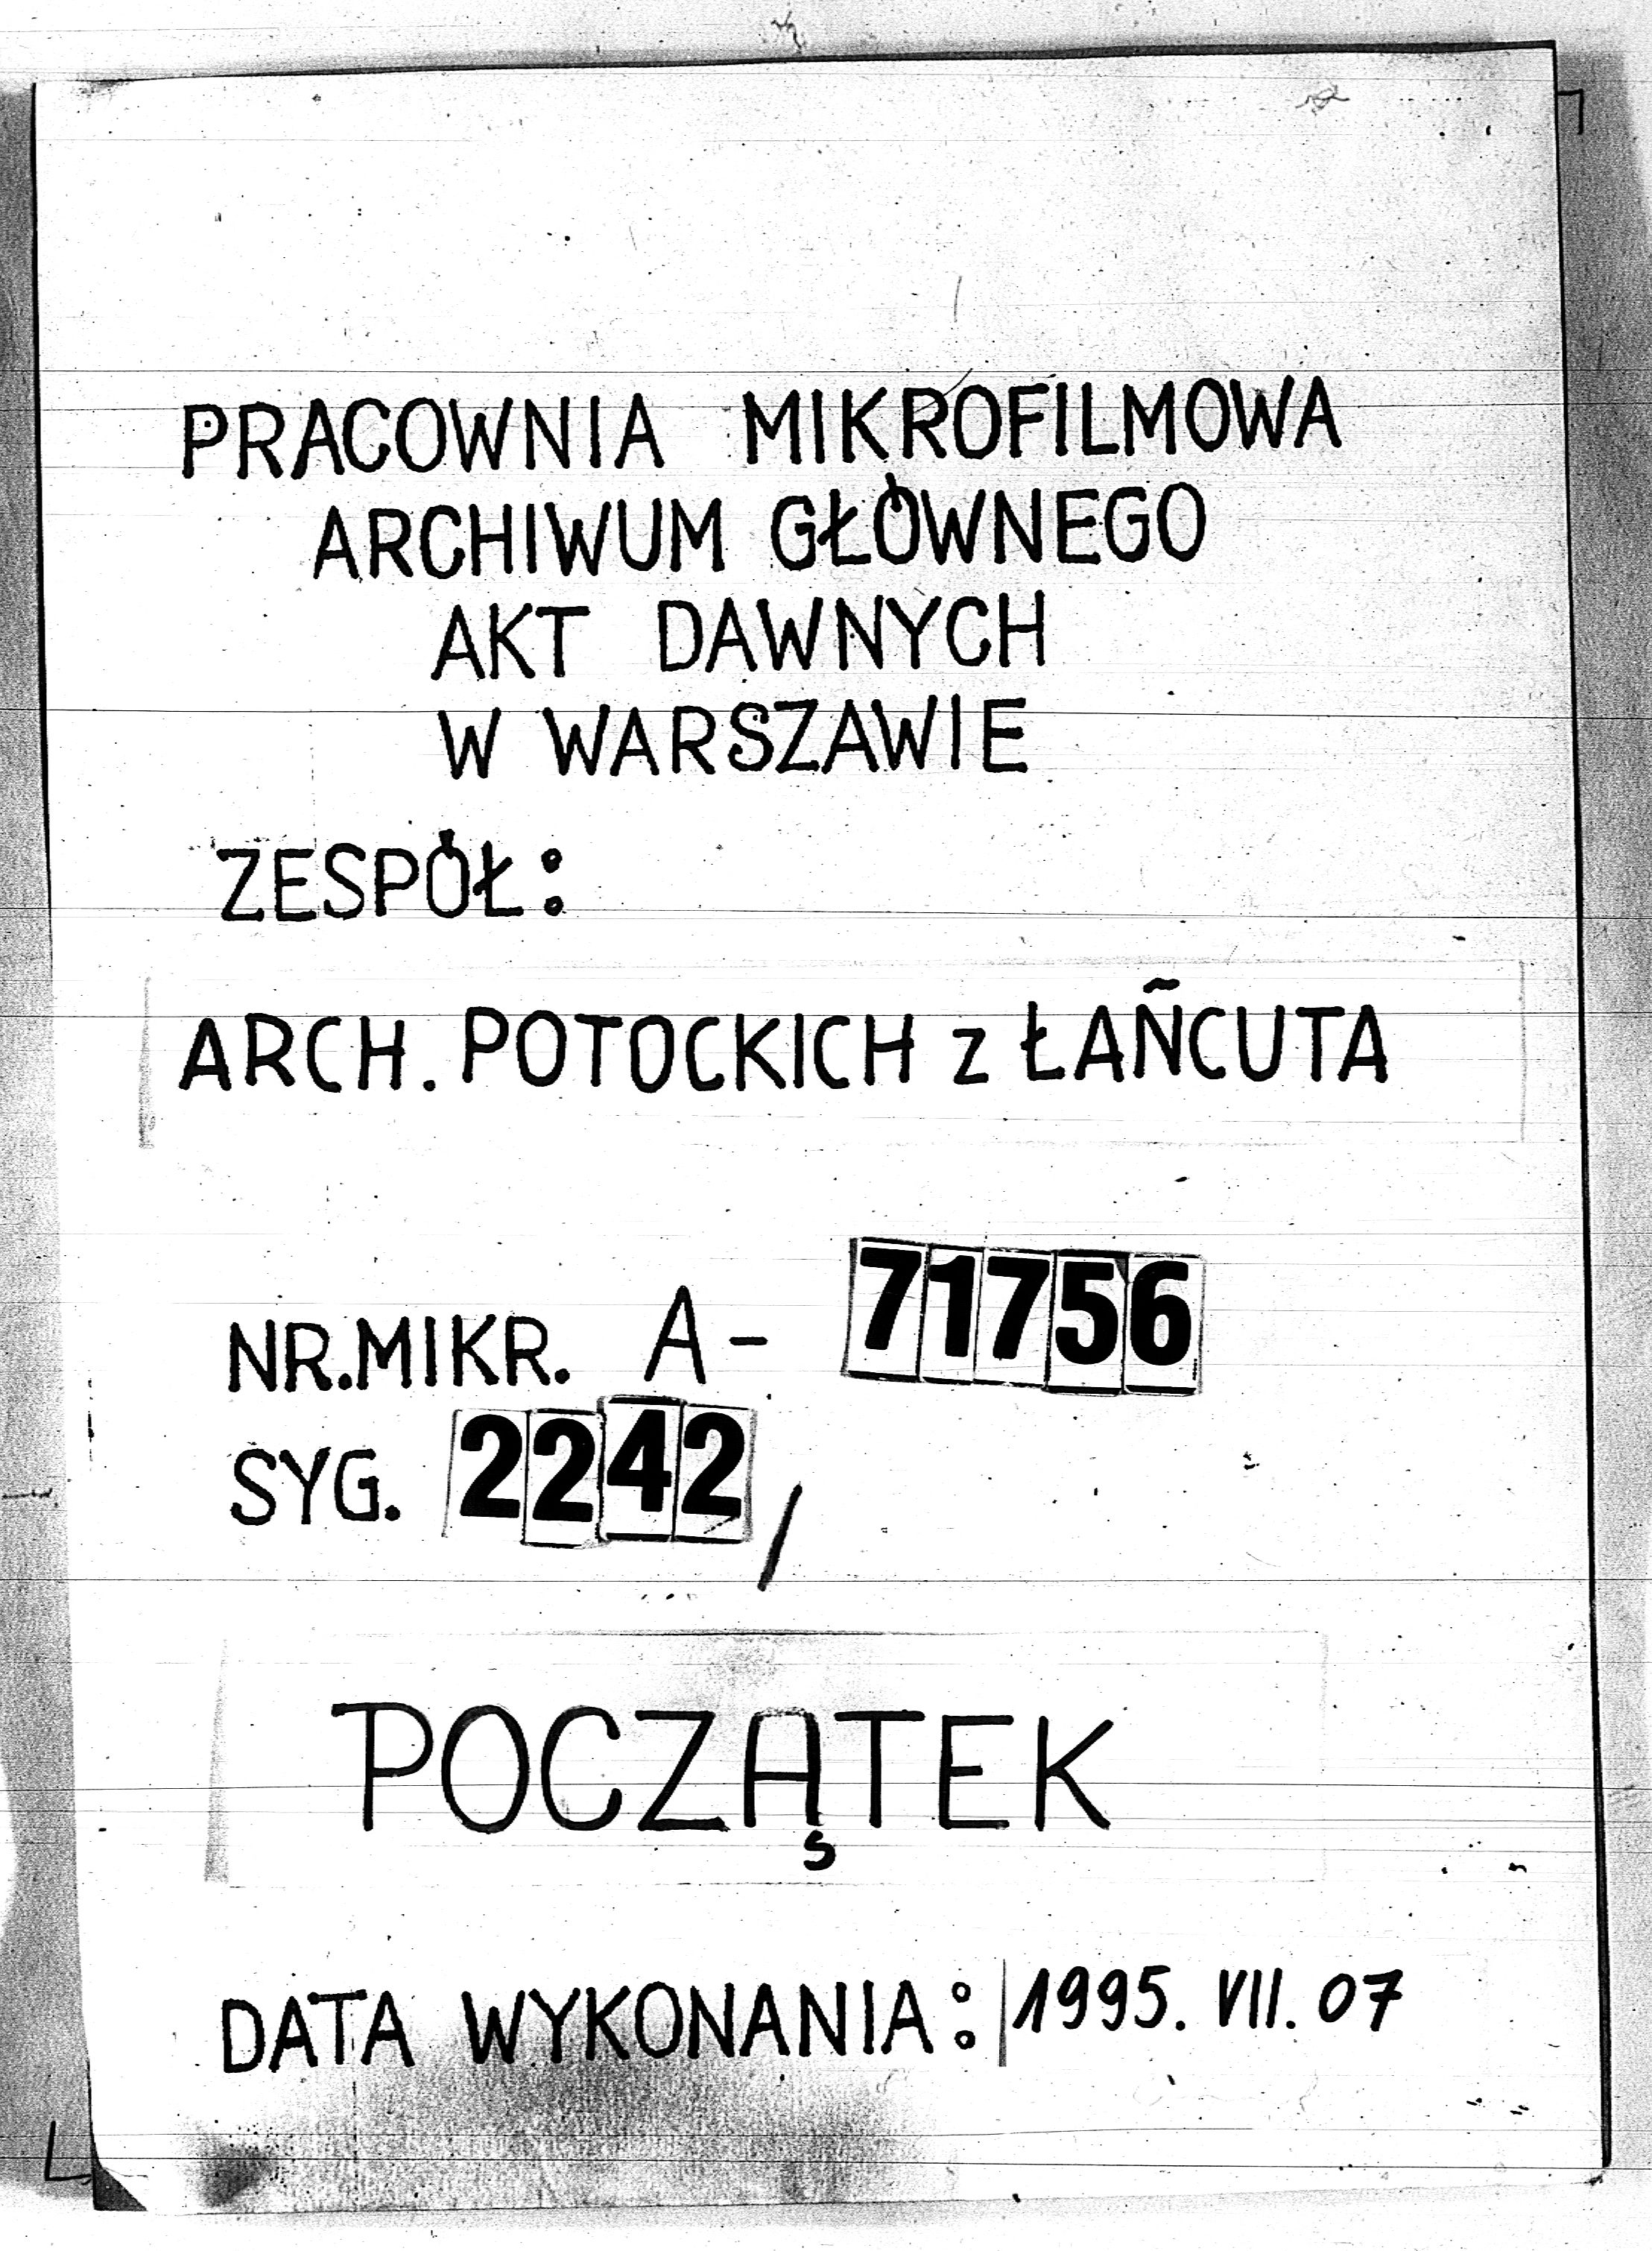 PRACOWNIA MIKROFILMOWA
ARCHIWUM GŁÓWNEGO
AKT DAWNYCH
W WARSZAWIE
ZESPÓŁ:
ARCH. POTOCKICH z ŁAŃCUTA
NR.MIKR. A- 71756
SYG. 2242/
POCZĄTEK
DATA WYKONANIA: 1995. VII. 07